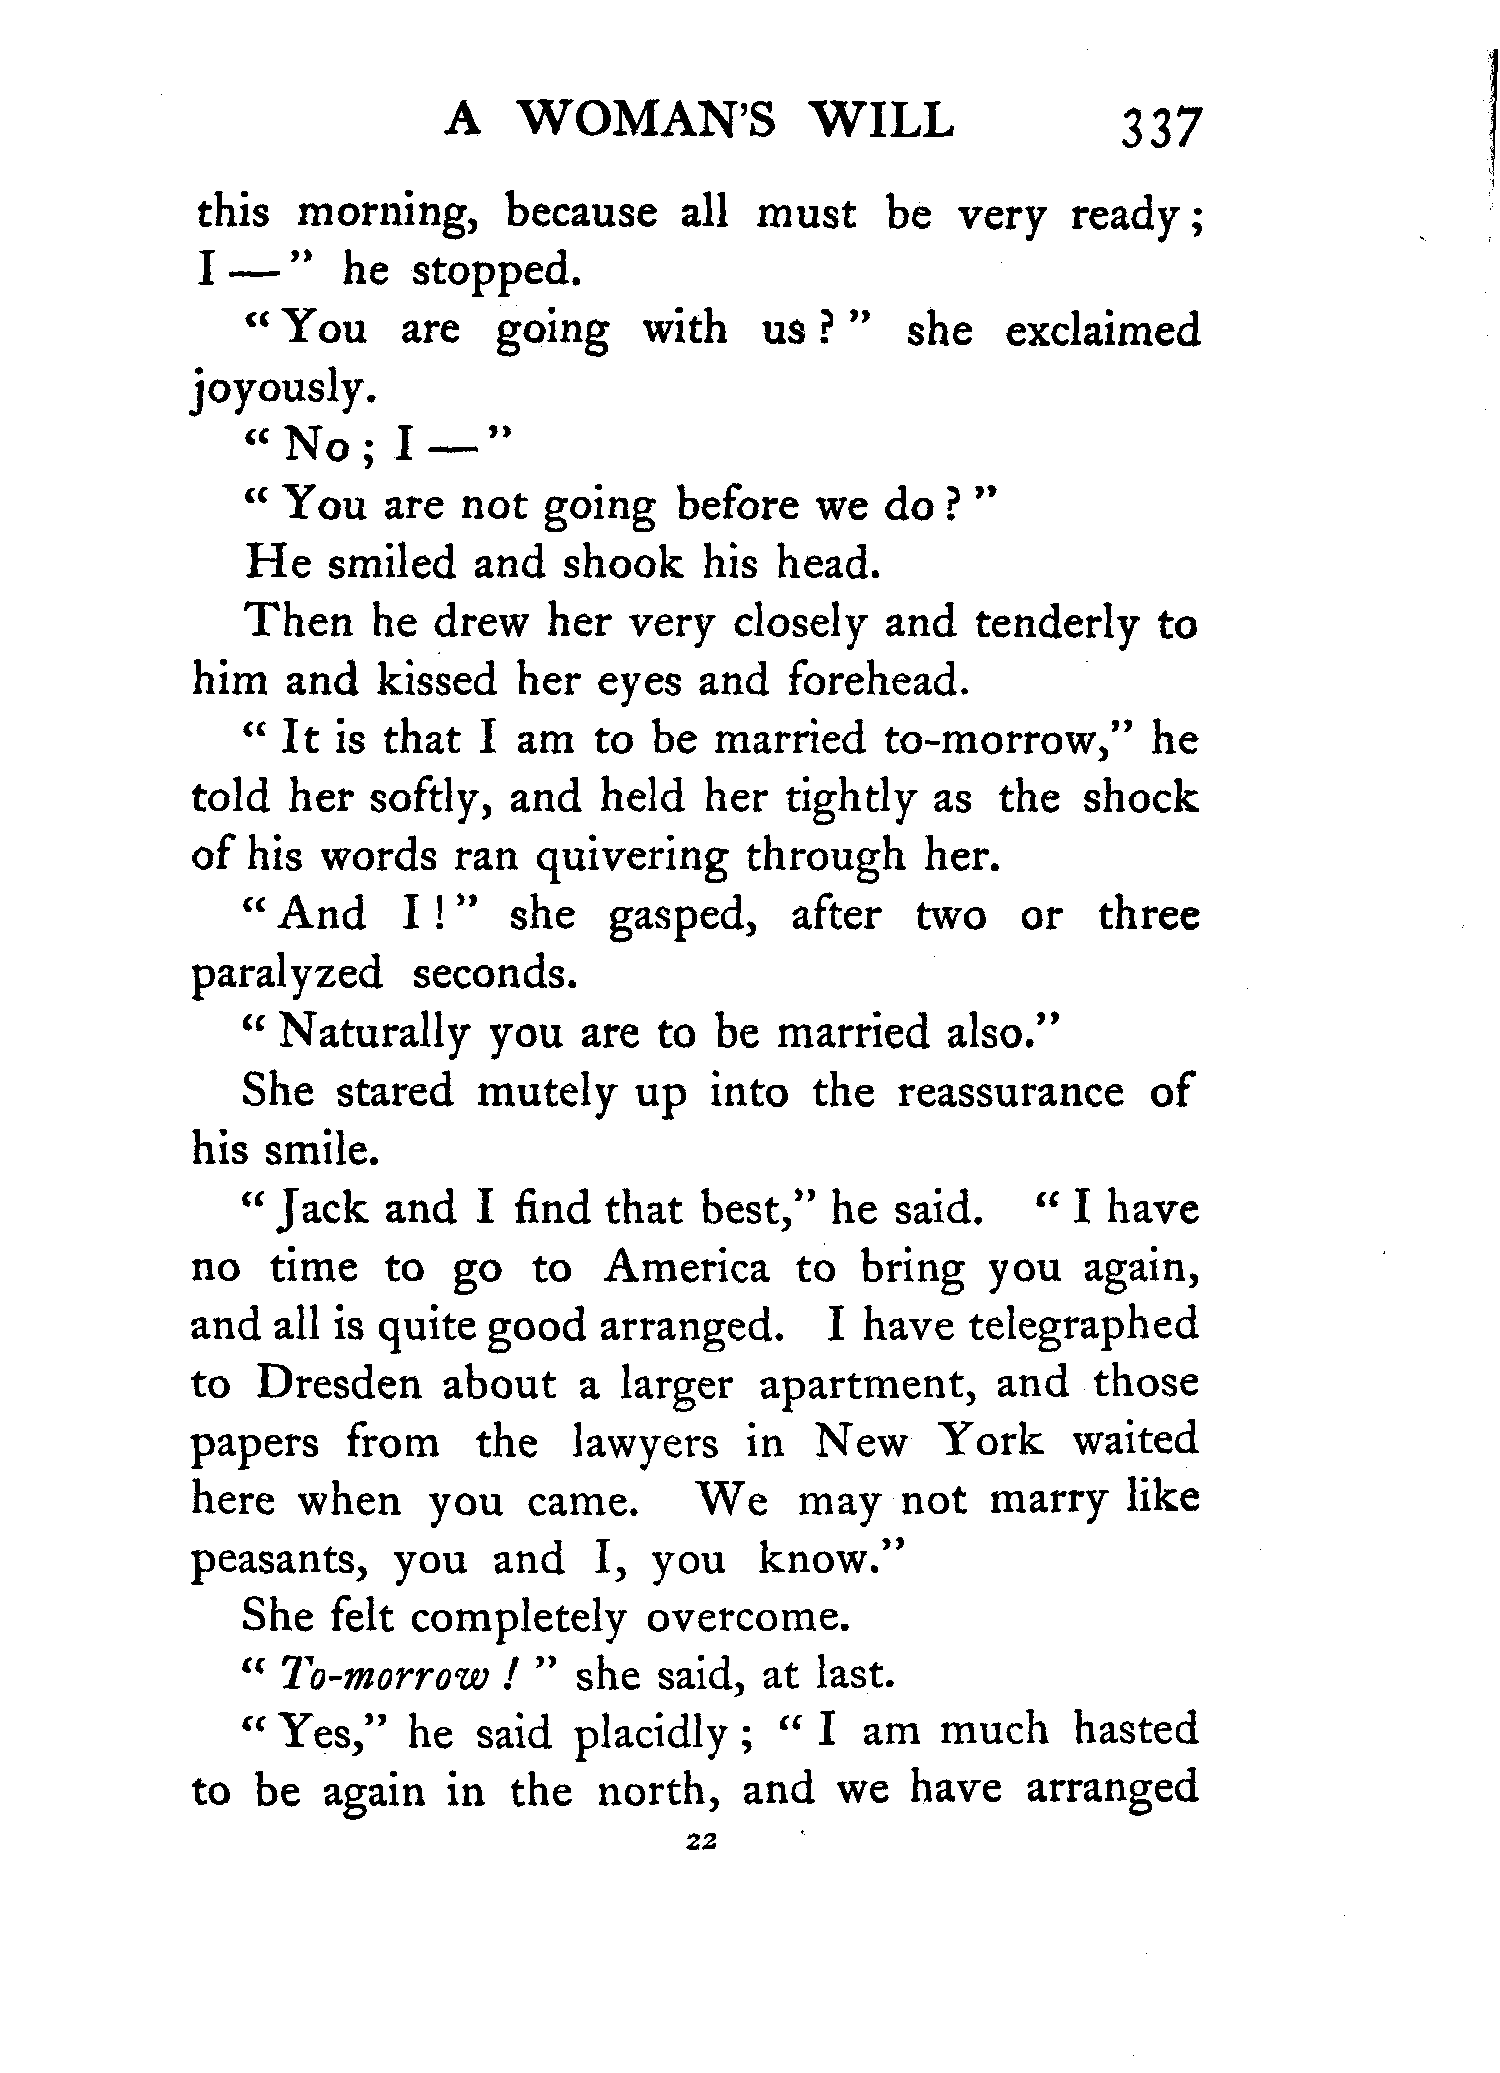 A WOMAN'S WILL 337
this morning, because all must be very ready;
I—" he stopped.
"You are going with us?" she exclaimed
joyously.
"No; I—"
"You are not going before we do?"
He smiled and shook his head.
Then he drew her very closely and tenderly to
him and kissed her eyes and forehead.
"It is that I am to be married to-morrow," he
told her softly, and held her tightly as the shock
of his words ran quivering through her.
"And I!" she gasped, after two or three
paralyzed seconds.
"Naturally you are to be married also."
She stared mutely up into the reassurance of
his smile.
"Jack and I find that best," he said. "I have
no time to go to America to bring you again,
and all is quite good arranged. I have telegraphed
to Dresden about a larger apartment, and those
papers from the lawyers in New York waited
here when you came. We may not marry like
peasants, you and I, you know."
She felt completely overcome.
"To-morrow!" she said, at last.
"Yes," he said placidly; "I am much hasted
to be again in the north, and we have arranged
22